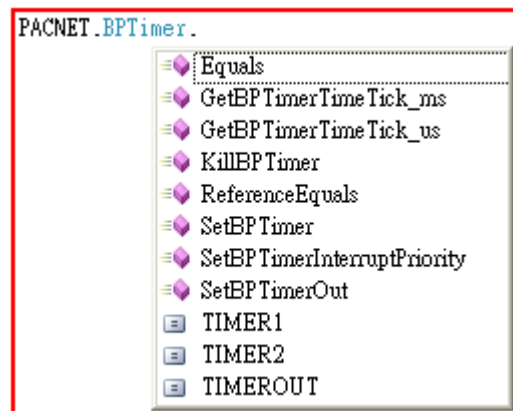 PACNET.BPTimer.
Equals
GetBPTimerTimeTick_ms
GetBPTimerTimeTick_us
KillBPTimer
ReferenceEquals
SetBPTimer
SetBPTimerInterruptPriority
SetBPTimerOut
TIMER1
TIMER2
TIMEROUT